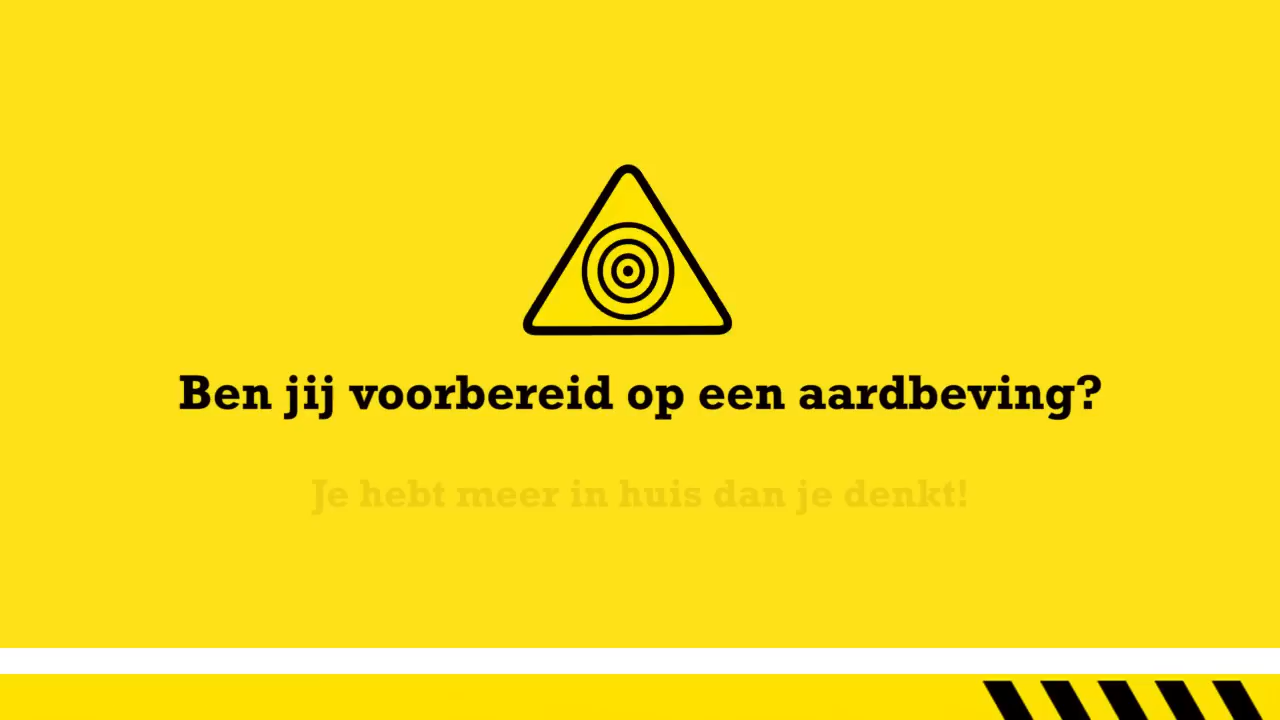 Ben jij voorbereid op een aardbeving?
Je hebt meer in huis dan je denkt!